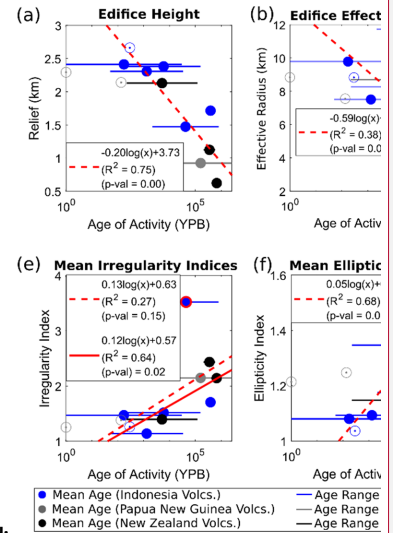 (a) Edifice Height
3
2.5
2
1.5
1
0.5
Relief (km)
-0.20log(x)+3.73
(R² = 0.75)
(p-val = 0.00)
10⁰ 10⁵
Age of Activity (YPB)
(b) Edifice Effect
12
10
8
6
4
2
Effective Radius (km)
-0.59log(x)
(R² = 0.38)
(p-val = 0.0
10⁰
Age of Activ
(e) Mean Irregularity Indices
4
3
2
1
Irregularity Index
0.13log(x)+0.63
(R² = 0.27)
(p-val = 0.15)
0.12log(x)+0.57
(R² = 0.64)
(p-val) = 0.02
10⁰ 10⁵
Age of Activity (YPB)
(f) Mean Elliptic
1.6
1.4
1.2
1
Ellipticity Index
0.05log(x)+
(R² = 0.68)
(p-val = 0.0
10⁰
Age of Activ
Mean Age (Indonesia Volcs.) Age Range
Mean Age (Papua New Guinea Volcs.) Age Range
Mean Age (New Zealand Volcs.) Age Range